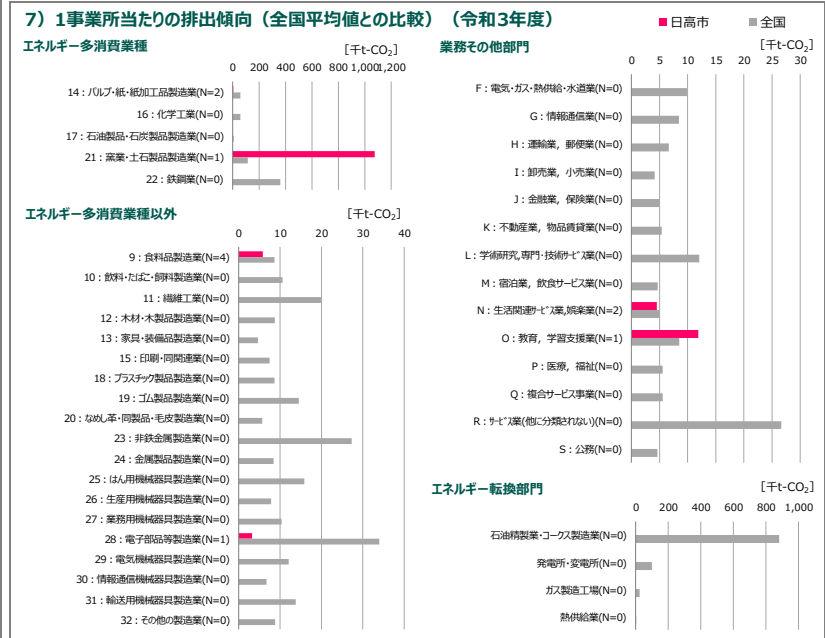 7）1事業所当たりの排出傾向（全国平均値との比較）（令和3年度）
日高市 全国
エネルギー多消費業種
［千t-CO₂］
0 200 400 600 800 1,000 1,200
14：パルプ・紙・紙加工品製造業(N=2)
16：化学工業(N=0)
17：石油製品・石炭製品製造業(N=0)
21：窯業・土石製品製造業(N=1)
22：鉄鋼業(N=0)
エネルギー多消費業種以外
［千t-CO₂］
0 10 20 30 40
9：食料品製造業(N=4)
10：飲料・たばこ・飼料製造業(N=0)
11：繊維工業(N=0)
12：木材・木製品製造業(N=0)
13：家具・装備品製造業(N=0)
15：印刷・同関連業(N=0)
18：プラスチック製品製造業(N=0)
19：ゴム製品製造業(N=0)
20：なめし革・同製品・毛皮製造業(N=0)
23：非鉄金属製造業(N=0)
24：金属製品製造業(N=0)
25：はん用機械器具製造業(N=0)
26：生産用機械器具製造業(N=0)
27：業務用機械器具製造業(N=0)
28：電子部品等製造業(N=1)
29：電気機械器具製造業(N=0)
30：情報通信機械器具製造業(N=0)
31：輸送用機械器具製造業(N=0)
32：その他の製造業(N=0)
業務その他部門
［千t-CO₂］
0 5 10 15 20 25 30
F：電気・ガス・熱供給・水道業(N=0)
G：情報通信業(N=0)
H：運輸業，郵便業(N=0)
I：卸売業，小売業(N=0)
J：金融業，保険業(N=0)
K：不動産業，物品賃貸業(N=0)
L：学術研究,専門・技術サービス業(N=0)
M：宿泊業，飲食サービス業(N=0)
N：生活関連サービス業,娯楽業(N=2)
O：教育，学習支援業(N=1)
P：医療，福祉(N=0)
Q：複合サービス事業(N=0)
R：サービス業(他に分類されない)(N=0)
S：公務(N=0)
エネルギー転換部門
［千t-CO₂］
0 200 400 600 800 1,000
石油精製業・コークス製造業(N=0)
発電所・変電所(N=0)
ガス製造工場(N=0)
熱供給業(N=0)